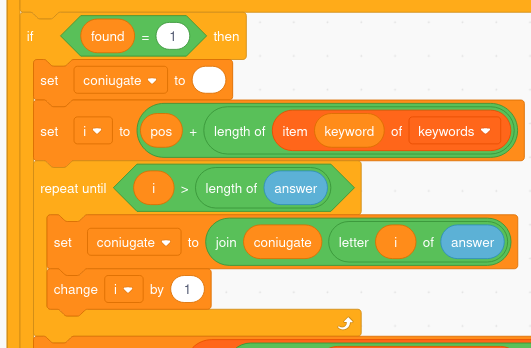 if found = 1 then
set coniugate to
set i to pos + length of item keyword of keywords
repeat until i > length of answer
set coniugate to join coniugate letter i of answer
change i by 1